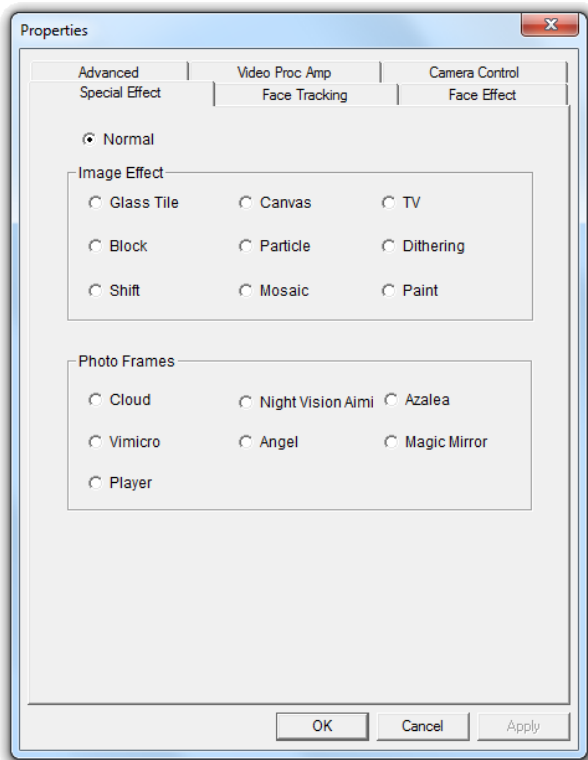 Properties
Advanced Video Proc Amp Camera Control
Special Effect Face Tracking Face Effect
Normal
Image Effect
Glass Tile Canvas TV
Block Particle Dithering
Shift Mosaic Paint
Photo Frames
Cloud Night Vision Aimi Azalea
Vimicro Angel Magic Mirror
Player
OK Cancel Apply